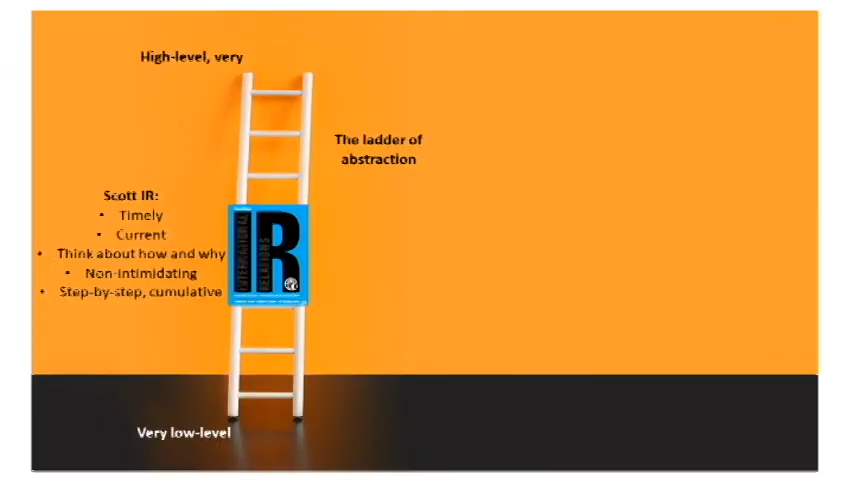 High-level, very
The ladder of
abstraction
Scott IR:
• Timely
• Current
• Think about how and why
• Non-intimidating
• Step-by-step, cumulative
INTERNATIONAL
RELATIONS
IR
Very low-level